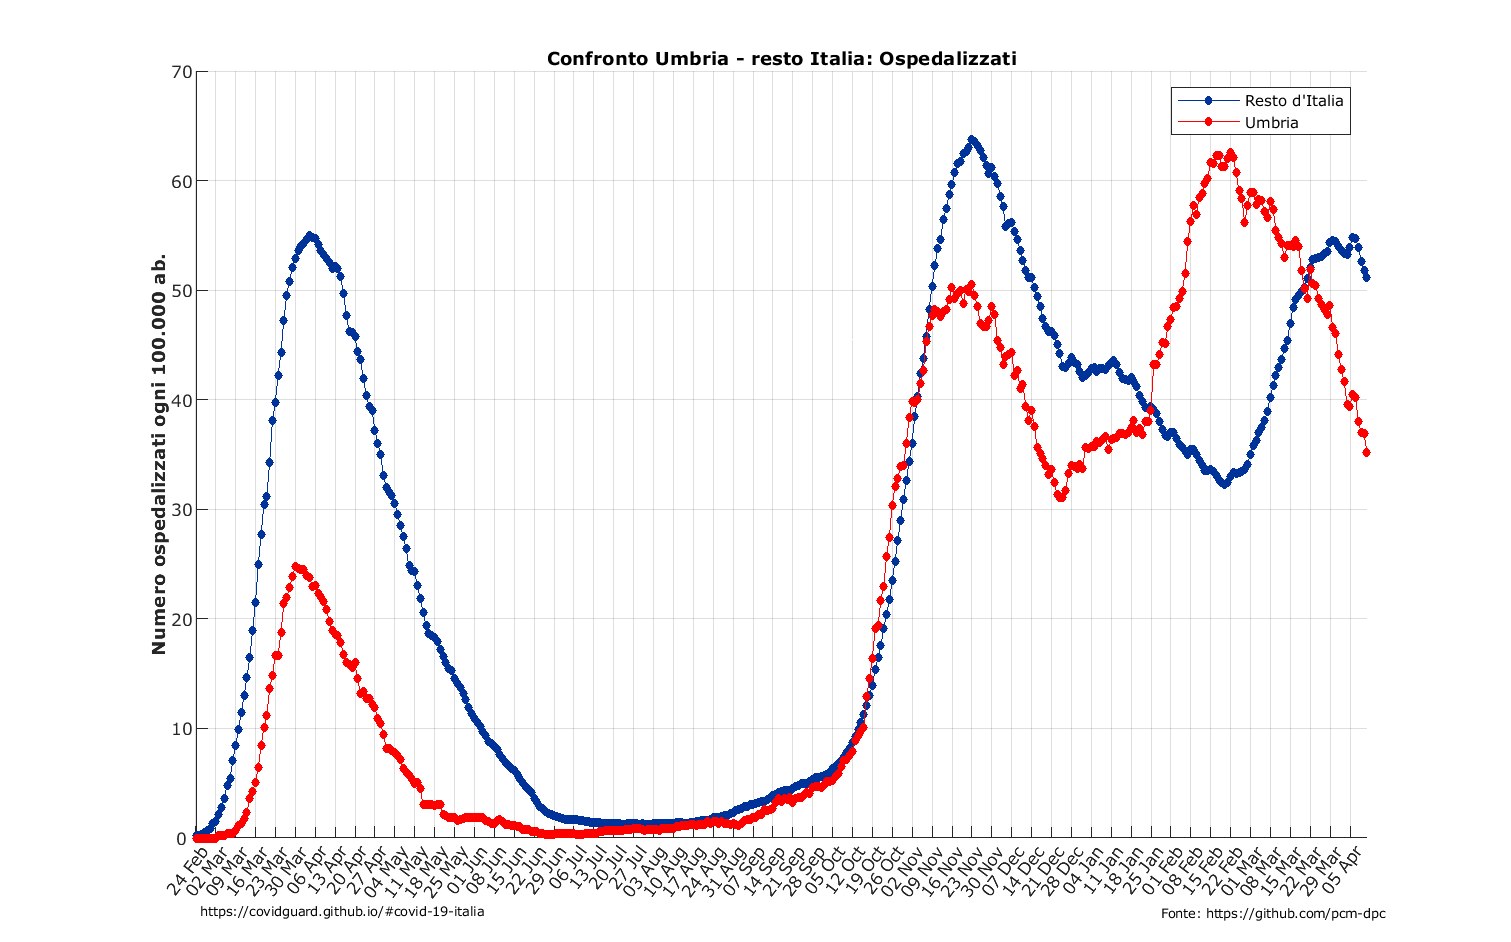 Confronto Umbria - resto Italia: Ospedalizzati
Resto d'Italia
Umbria
Numero ospedalizzati ogni 100.000 ab.
70
60
50
40
30
20
10
0
24 Feb
02 Mar
09 Mar
16 Mar
23 Mar
30 Mar
06 Apr
13 Apr
20 Apr
27 Apr
04 May
11 May
18 May
25 May
01 Jun
08 Jun
15 Jun
22 Jun
29 Jun
06 Jul
13 Jul
20 Jul
27 Jul
03 Aug
10 Aug
17 Aug
24 Aug
31 Aug
07 Sep
14 Sep
21 Sep
28 Sep
05 Oct
12 Oct
19 Oct
26 Oct
02 Nov
09 Nov
16 Nov
23 Nov
30 Nov
07 Dec
14 Dec
21 Dec
28 Dec
04 Jan
11 Jan
18 Jan
25 Jan
01 Feb
08 Feb
15 Feb
22 Feb
01 Mar
08 Mar
15 Mar
22 Mar
29 Mar
05 Apr
https://covidguard.github.io/#covid-19-italia
Fonte: https://github.com/pcm-dpc